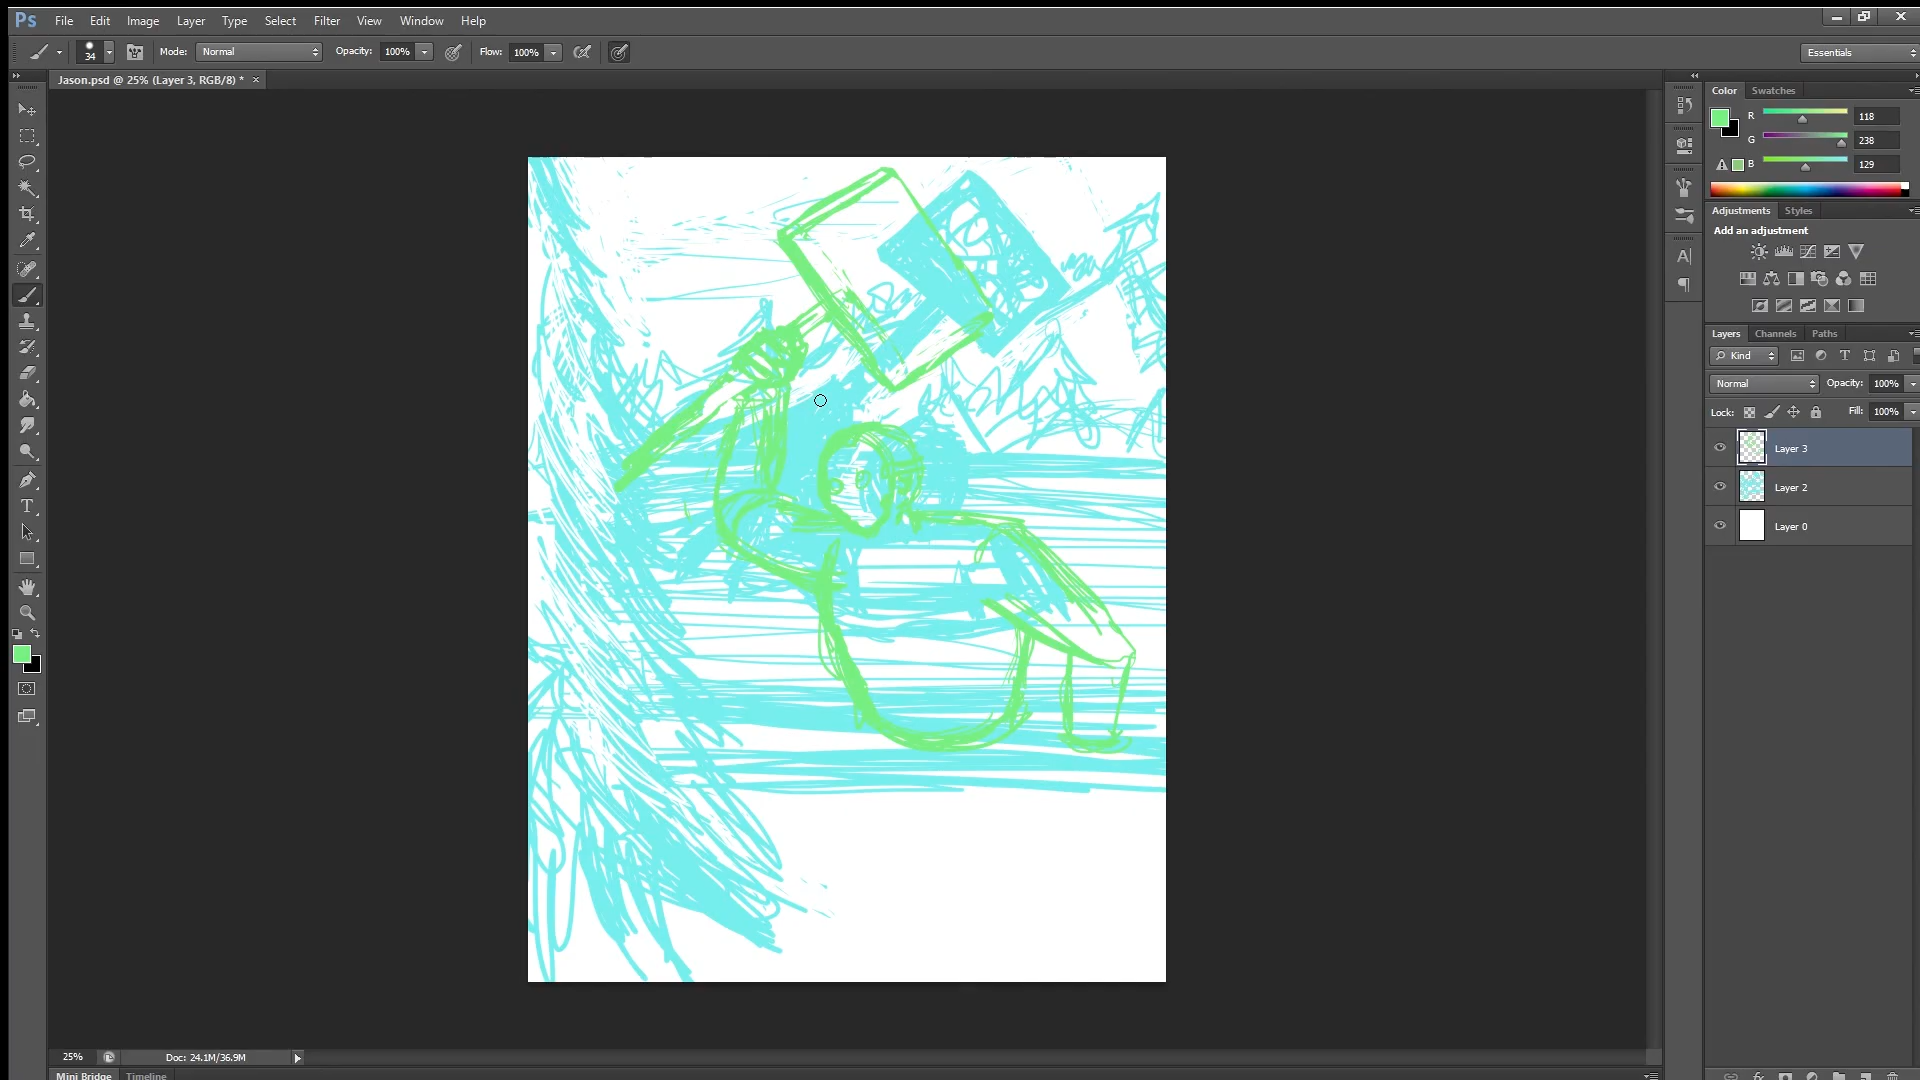 Ps File Edit Image Layer Type Select Filter View Window Help
34 Mode: Normal Opacity: 100% Flow: 100% Essentials
Jason.psd @ 25% (Layer 3, RGB/8) * ×
Color Swatches
R 118
G 238
B 129
Adjustments Styles
Add an adjustment
Layers Channels Paths
Kind
Normal Opacity: 100%
Lock: Fill: 100%
Layer 3
Layer 2
Layer 0
25% Doc: 24.1M/36.9M
Mini Bridge Timeline